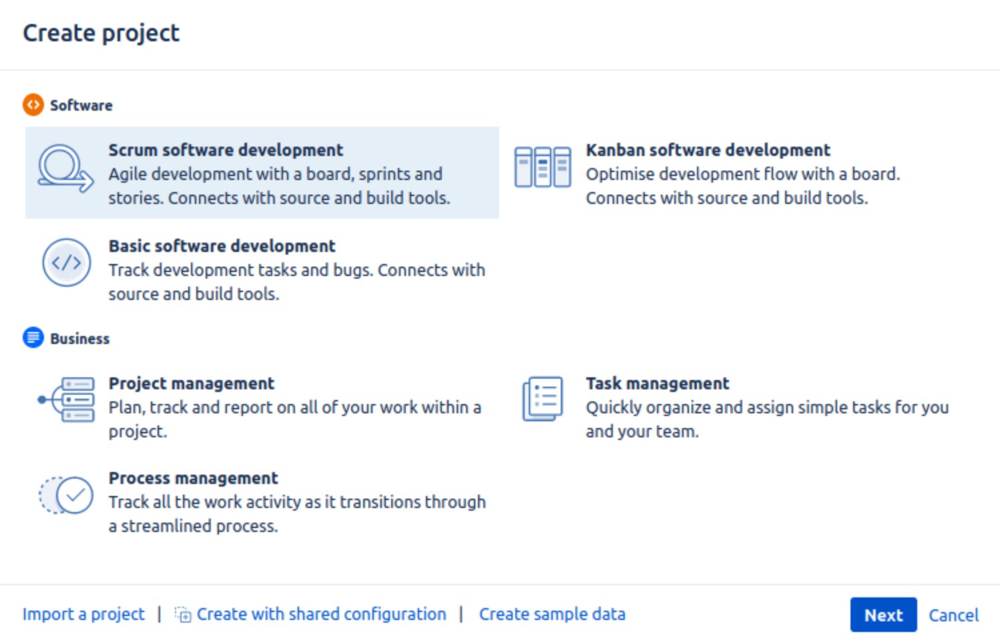 Create project
Software
Scrum software development
Agile development with a board, sprints and
stories. Connects with source and build tools.
Kanban software development
Optimise development flow with a board.
Connects with source and build tools.
Basic software development
Track development tasks and bugs. Connects with
source and build tools.
Business
Project management
Plan, track and report on all of your work within a
project.
Task management
Quickly organize and assign simple tasks for you
and your team.
Process management
Track all the work activity as it transitions through
a streamlined process.
Import a project | Create with shared configuration | Create sample data
Next Cancel